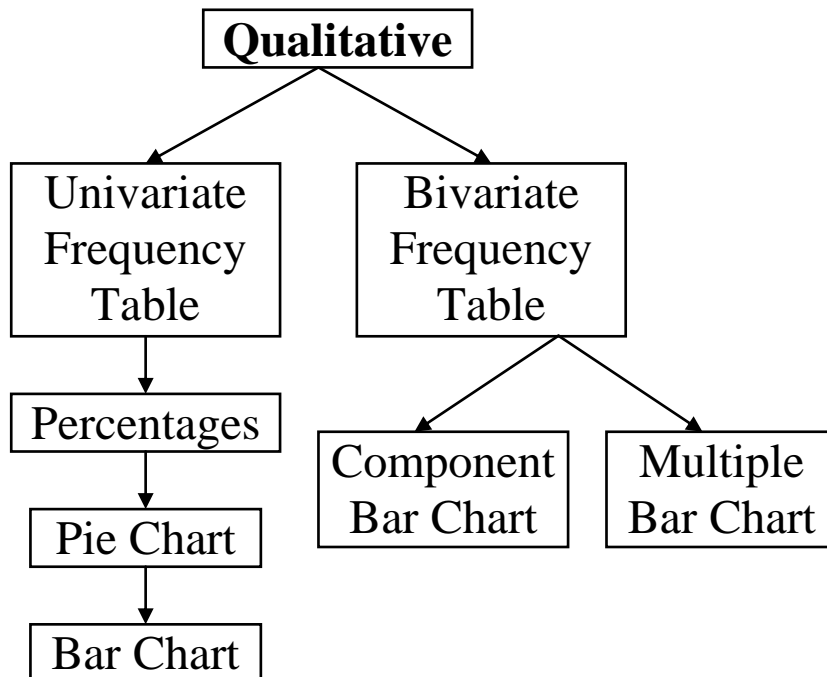 Qualitative
Univariate
Frequency
Table
Bivariate
Frequency
Table
Percentages
Component
Bar Chart
Multiple
Bar Chart
Pie Chart
Bar Chart